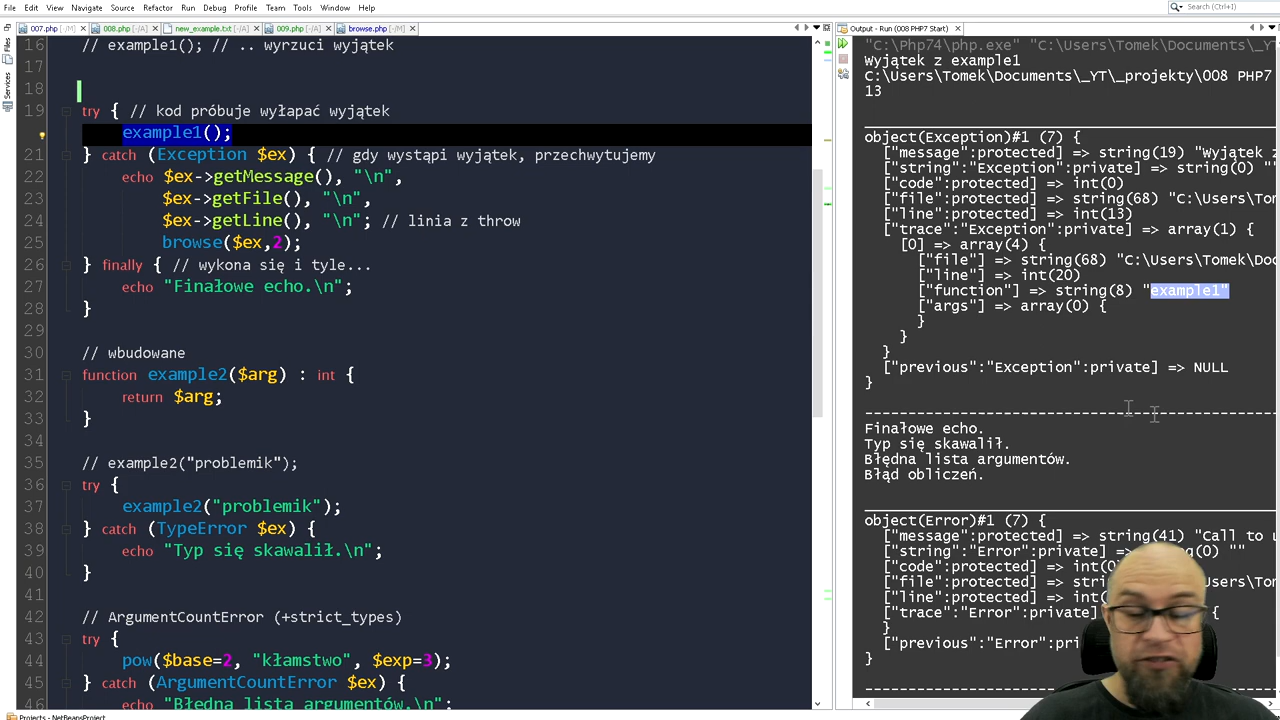 File Edit View Navigate Source Refactor Run Debug Profile Team Tools Window Help
Search (Ctrl+I)
007.php [-/M] 008.php [-/A] new_example.txt [-/A] 009.php [-/A] browse.php [-/M]
Output - Run (008 PHP7 Start)
Files
Services
16 // example1(); // .. wyrzuci wyjątek
17
18
19 try { // kod próbuje wyłapać wyjątek
example1();
21 } catch (Exception $ex) { // gdy wystąpi wyjątek, przechwytujemy
22 echo $ex->getMessage(), "\n",
23 $ex->getFile(), "\n",
24 $ex->getLine(), "\n"; // linia z throw
25 browse($ex,2);
26 } finally { // wykona się i tyle...
27 echo "Finałowe echo.\n";
28 }
29
30 // wbudowane
31 function example2($arg) : int {
32 return $arg;
33 }
34
35 // example2("problemik");
36 try {
37 example2("problemik");
38 } catch (TypeError $ex) {
39 echo "Typ się skawalił.\n";
40 }
41
42 // ArgumentCountError (+strict_types)
43 try {
44 pow($base=2, "kłamstwo", $exp=3);
45 } catch (ArgumentCountError $ex) {
46 echo "Błędna lista argumentów.\n";
"C:\Php74\php.exe" "C:\Users\Tomek\Documents\_YT
Wyjątek z example1
C:\Users\Tomek\Documents\_YT\_projekty\008 PHP7
13
object(Exception)#1 (7) {
["message":protected] => string(19) "Wyjątek z
["string":"Exception":private] => string(0) ""
["code":protected] => int(0)
["file":protected] => string(68) "C:\Users\Tom
["line":protected] => int(13)
["trace":"Exception":private] => array(1) {
[0] => array(4) {
["file"] => string(68) "C:\Users\Tomek\Doc
["line"] => int(20)
["function"] => string(8) "example1"
["args"] => array(0) {
}
}
}
["previous":"Exception":private] => NULL
}
Finałowe echo.
Typ się skawalił.
Błędna lista argumentów.
Błąd obliczeń.
object(Error)#1 (7) {
["message":protected] => string(41) "Call to u
["string":"Error":private] => string(0) ""
["code":protected] => int(0
["file":protected] => \Users\Tom
["line":protected] => int(
["trace":"Error":private] {
}
["previous":"Error":pri
}
Projects - NetBeansProject